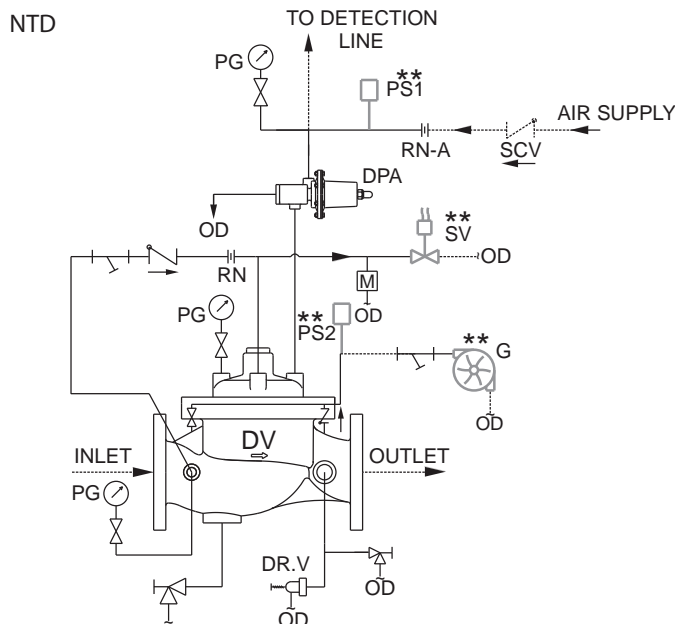 NTD
TO DETECTION
LINE
PG
**
PS1
AIR SUPPLY
RN-A
SCV
DPA
OD
**
SV
OD
RN
M
OD
PG
**
PS2
**
G
OD
DV
INLET
OUTLET
PG
DR.V
OD
OD